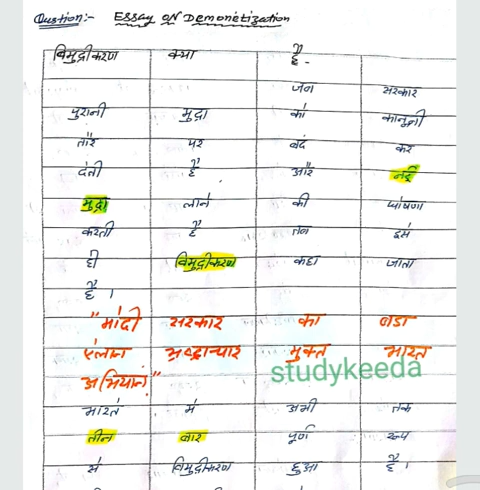 Question:- Essay on Demonetization
विमुद्रीकरण क्या है -
जब सरकार
पुरानी मुद्रा को कानूनी
तौर पर बंद कर
देती है और नई
मुद्रा लाने की घोषणा
करती है तब इसे
ही विमुद्रीकरण कहा जाता
है।
"मोदी सरकार का बडा
ऐलान भ्रष्टाचार मुक्त भारत
अभियान"
studykeeda
भारत में अभी तक
तीन बार पूर्ण रूप
से विमुद्रीकरण हुआ है।